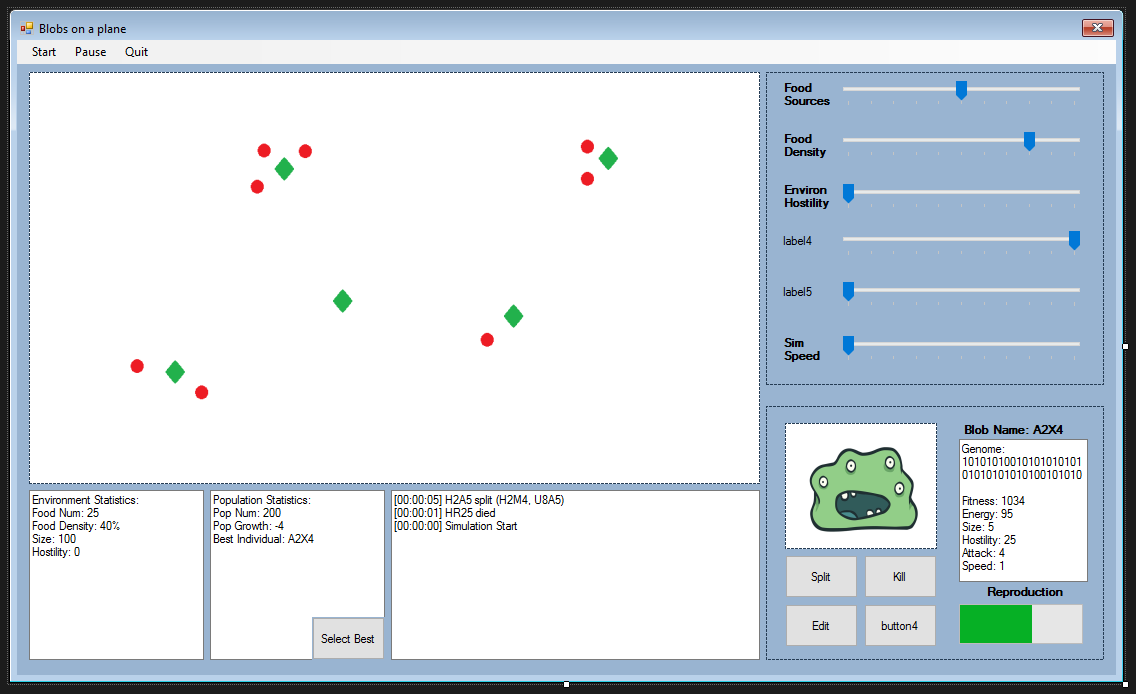 Blobs on a plane
Start Pause Quit
Food
Sources
Food
Density
Environ
Hostility
label4
label5
Sim
Speed
Environment Statistics:
Food Num: 25
Food Density: 40%
Size: 100
Hostility: 0
Population Statistics:
Pop Num: 200
Pop Growth: -4
Best Individual: A2X4
Select Best
[00:00:05] H2A5 split (H2M4, U8A5)
[00:00:01] HR25 died
[00:00:00] Simulation Start
Split
Kill
Edit
button4
Blob Name: A2X4
Genome:
10101010010101010101
01010101010100101010
Fitness: 1034
Energy: 95
Size: 5
Hostility: 25
Attack: 4
Speed: 1
Reproduction